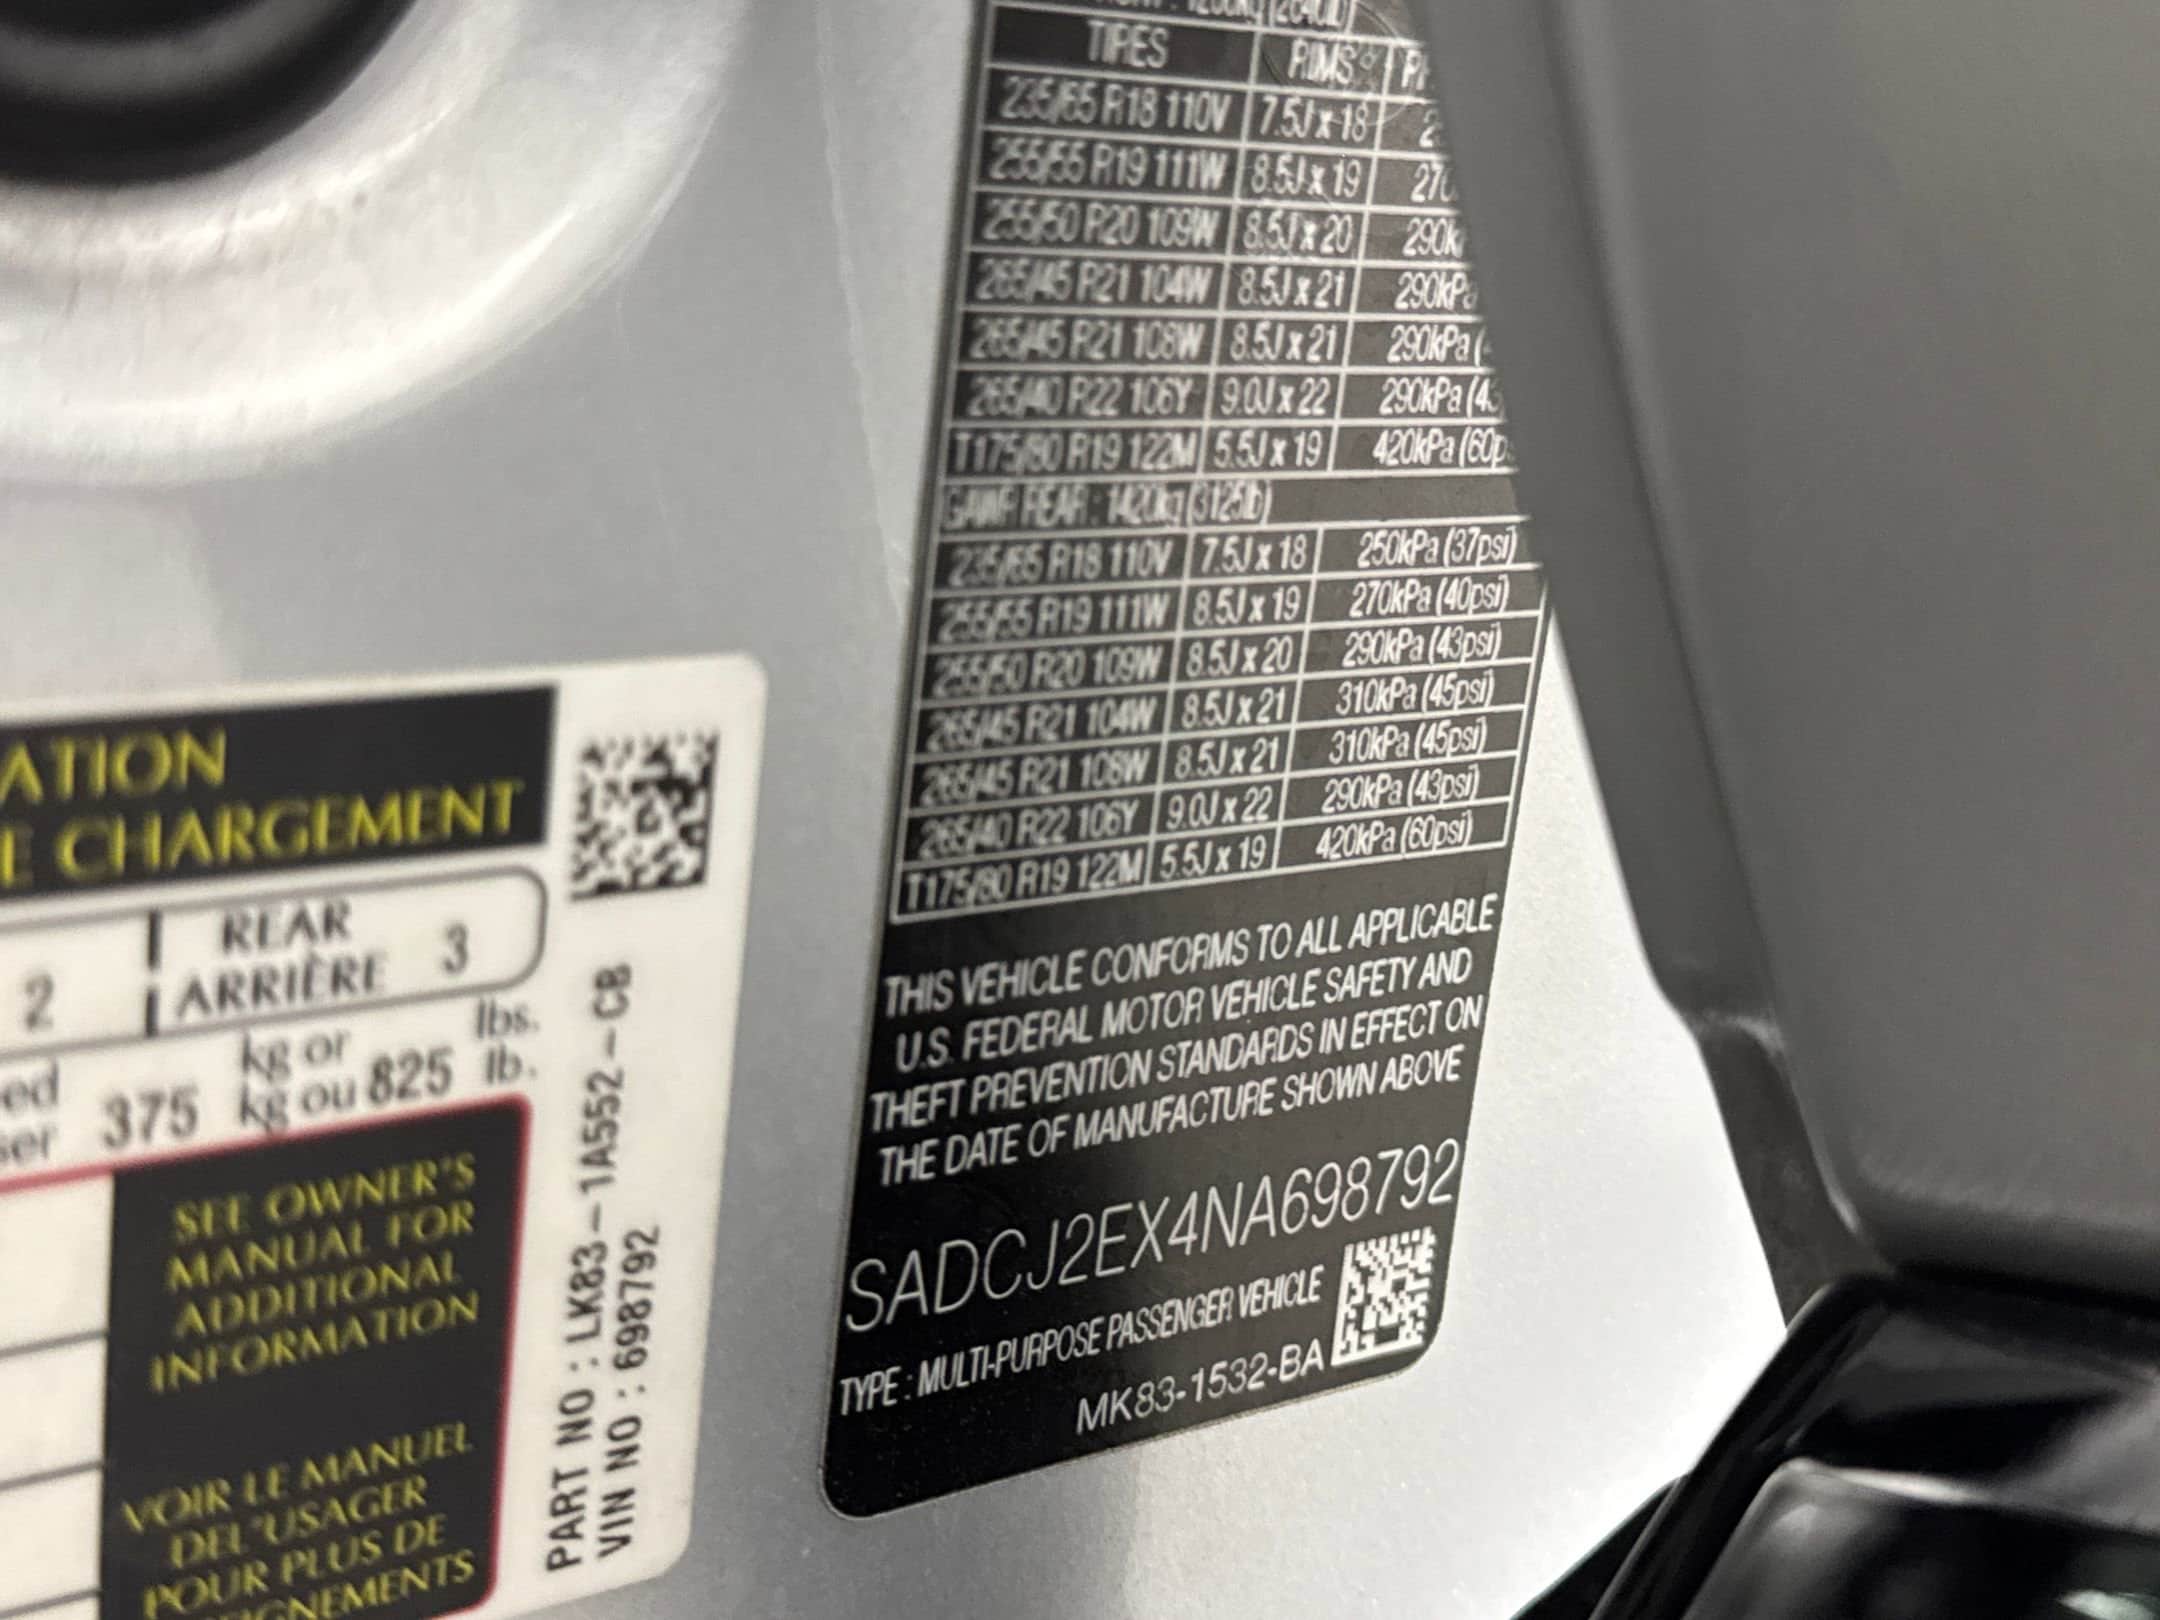 ATION
E CHARGEMENT
2 REAR
ARRIÈRE 3
ed
ser 375 kg or
kg ou 825 lbs.
lb.
SEE OWNER'S
MANUAL FOR
ADDITIONAL
INFORMATION
VOIR LE MANUEL
DE L'USAGER
POUR PLUS DE
EIGNEMENTS
PART NO : LK83-1A552-CB
VIN NO : 698792
TIRES RIMS
235/65 R18 110V 7.5J x 18
255/55 R19 111W 8.5J x 19 270
255/50 R20 109W 8.5J x 20 290k
265/45 R21 104W 8.5J x 21 290kPa
265/45 R21 108W 8.5J x 21 290kPa (
265/40 R22 106Y 9.0J x 22 290kPa (43
T175/80 R19 122M 5.5J x 19 420kPa (60p
GAWR REAR : 1420kg (3125lb)
235/65 R18 110V 7.5J x 18 250kPa (37psi)
255/55 R19 111W 8.5J x 19 270kPa (40psi)
255/50 R20 109W 8.5J x 20 290kPa (43psi)
265/45 R21 104W 8.5J x 21 310kPa (45psi)
265/45 R21 108W 8.5J x 21 310kPa (45psi)
265/40 R22 106Y 9.0J x 22 290kPa (43psi)
T175/80 R19 122M 5.5J x 19 420kPa (60psi)
THIS VEHICLE CONFORMS TO ALL APPLICABLE
U.S. FEDERAL MOTOR VEHICLE SAFETY AND
THEFT PREVENTION STANDARDS IN EFFECT ON
THE DATE OF MANUFACTURE SHOWN ABOVE
SADCJ2EX4NA698792
TYPE : MULTI-PURPOSE PASSENGER VEHICLE
MK83-1532-BA